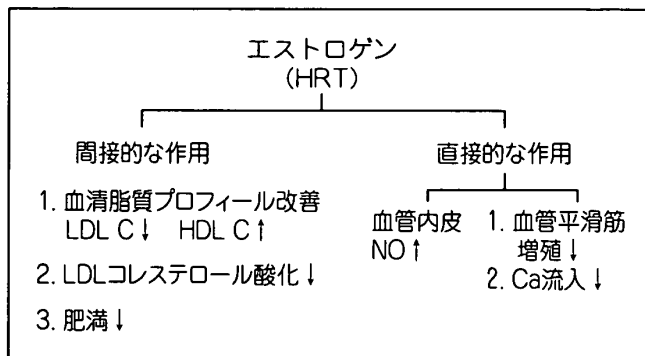 エストロゲン
(HRT)
間接的な作用
1. 血清脂質プロフィール改善
LDL C↓ HDL C↑
2. LDLコレステロール酸化↓
3. 肥満↓
直接的な作用
血管内皮
NO↑
1. 血管平滑筋
増殖↓
2. Ca流入↓